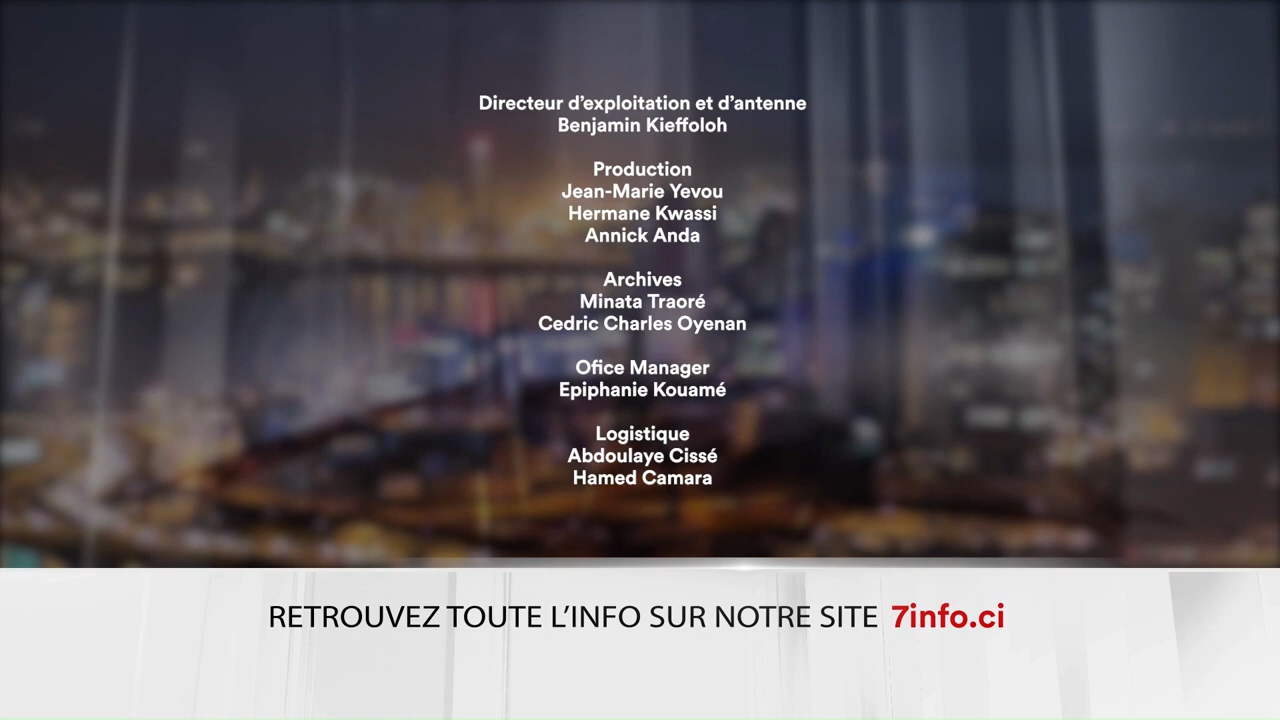 Directeur d'exploitation et d'antenne
Benjamin Kieffoloh
Production
Jean-Marie Yevou
Hermane Kwassi
Annick Anda
Archives
Minata Traoré
Cedric Charles Oyenan
Ofice Manager
Epiphanie Kouamé
Logistique
Abdoulaye Cissé
Hamed Camara
RETROUVEZ TOUTE L'INFO SUR NOTRE SITE 7info.ci